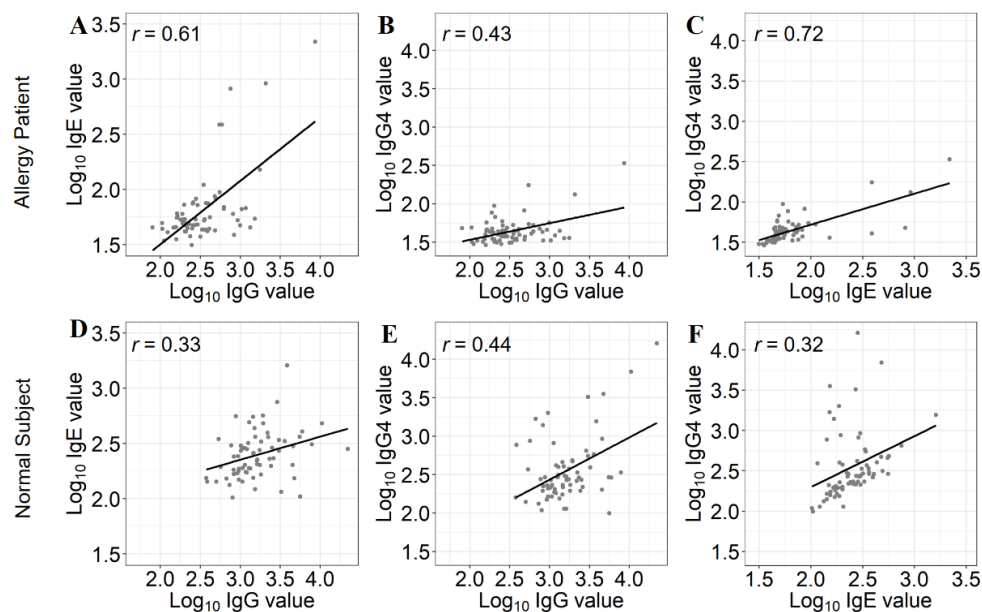 A
r = 0.61
3.5
3.0
2.5
2.0
1.5
Log10 IgE value
2.0 2.5 3.0 3.5 4.0
Log10 IgG value
Allergy Patient
B
r = 0.43
4.0
3.5
3.0
2.5
2.0
1.5
Log10 IgG4 value
2.0 2.5 3.0 3.5 4.0
Log10 IgG value
C
r = 0.72
4.0
3.5
3.0
2.5
2.0
1.5
Log10 IgG4 value
1.5 2.0 2.5 3.0 3.5
Log10 IgE value
D
r = 0.33
3.5
3.0
2.5
2.0
1.5
Log10 IgE value
2.0 2.5 3.0 3.5 4.0
Log10 IgG value
Normal Subject
E
r = 0.44
4.0
3.5
3.0
2.5
2.0
1.5
Log10 IgG4 value
2.0 2.5 3.0 3.5 4.0
Log10 IgG value
F
r = 0.32
4.0
3.5
3.0
2.5
2.0
1.5
Log10 IgG4 value
1.5 2.0 2.5 3.0 3.5
Log10 IgE value